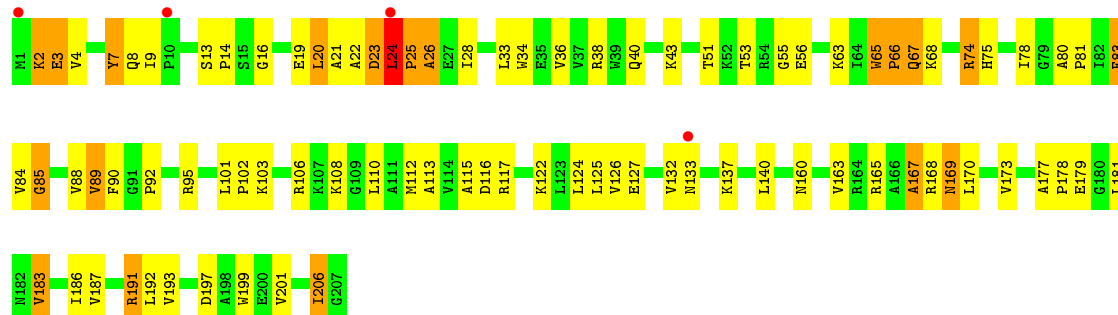 M1 K2 E3 V4 Y7 Q8 I9 P10 S13 P14 S15 G16 E19 L20 A21 A22 D23 L24 P25 A26 E27 I28 L33 W34 E35 V36 V37 R38 W39 Q40 K43 T51 K52 T53 R54 G55 E56 K63 I64 W65 P66 Q67 K68 R74 H75 I78 G79 A80 P81 I82
V84 G85 V88 V89 F90 G91 P92 R95 L101 P102 K103 R106 K107 K108 G109 L110 A111 M112 A113 V114 A115 D116 R117 K122 L123 L124 L125 V126 E127 V132 N133 K137 L140 N160 V163 R164 R165 A166 A167 R168 N169 L170 V173 A177 P178 E179 G180 L181
N182 V183 I186 V187 R191 L192 V193 D197 A198 W199 E200 V201 I206 G207